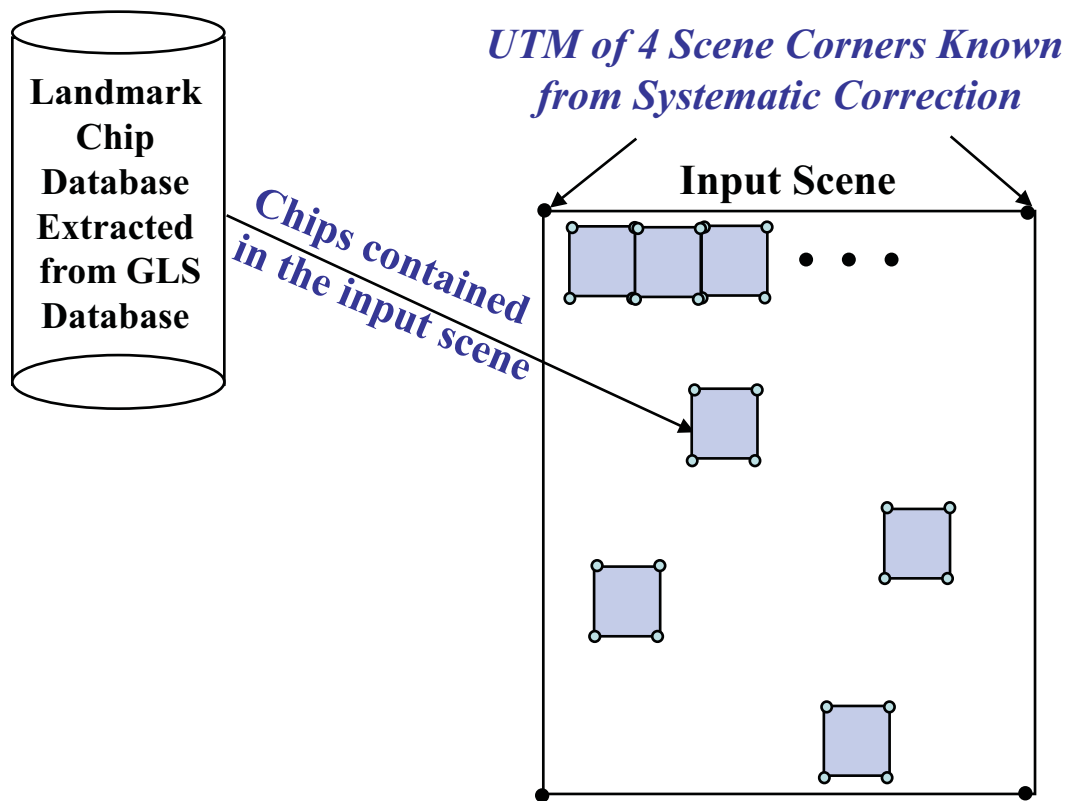 Landmark
Chip
Database
Extracted
from GLS
Database
UTM of 4 Scene Corners Known
from Systematic Correction
Input Scene
Chips contained
in the input scene